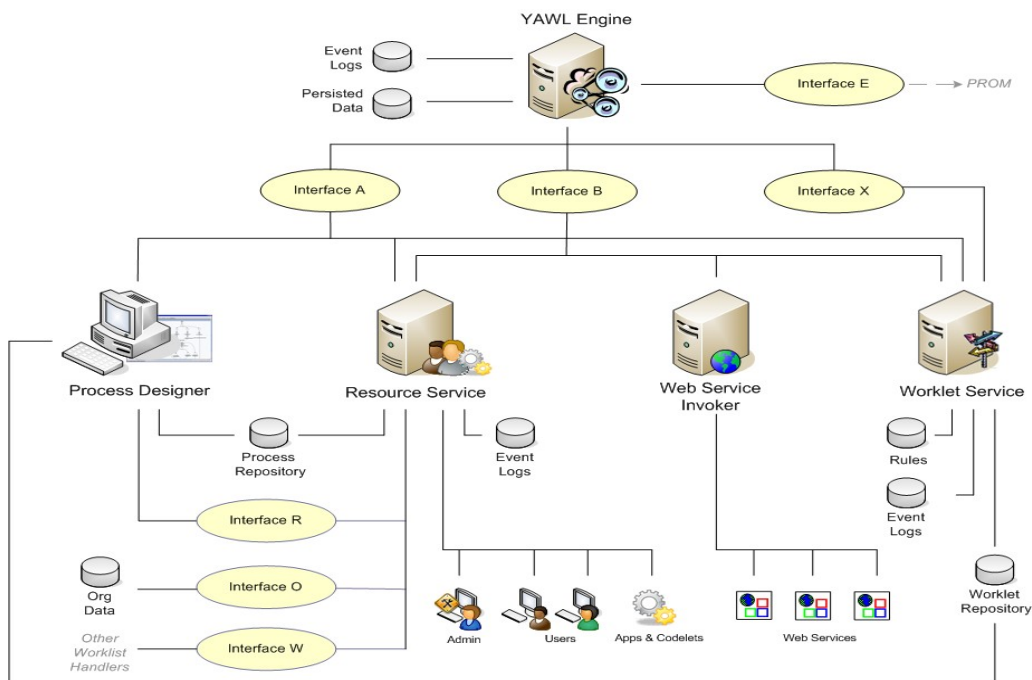 YAWL Engine
Event
Logs
Persisted
Data
Interface E
PROM
Interface A
Interface B
Interface X
Process Designer
Resource Service
Web Service
Invoker
Worklet Service
Process
Repository
Event
Logs
Rules
Event
Logs
Interface R
Org
Data
Interface O
Other
Worklist
Handlers
Interface W
Admin
Users
Apps & Codelets
Web Services
Worklet
Repository